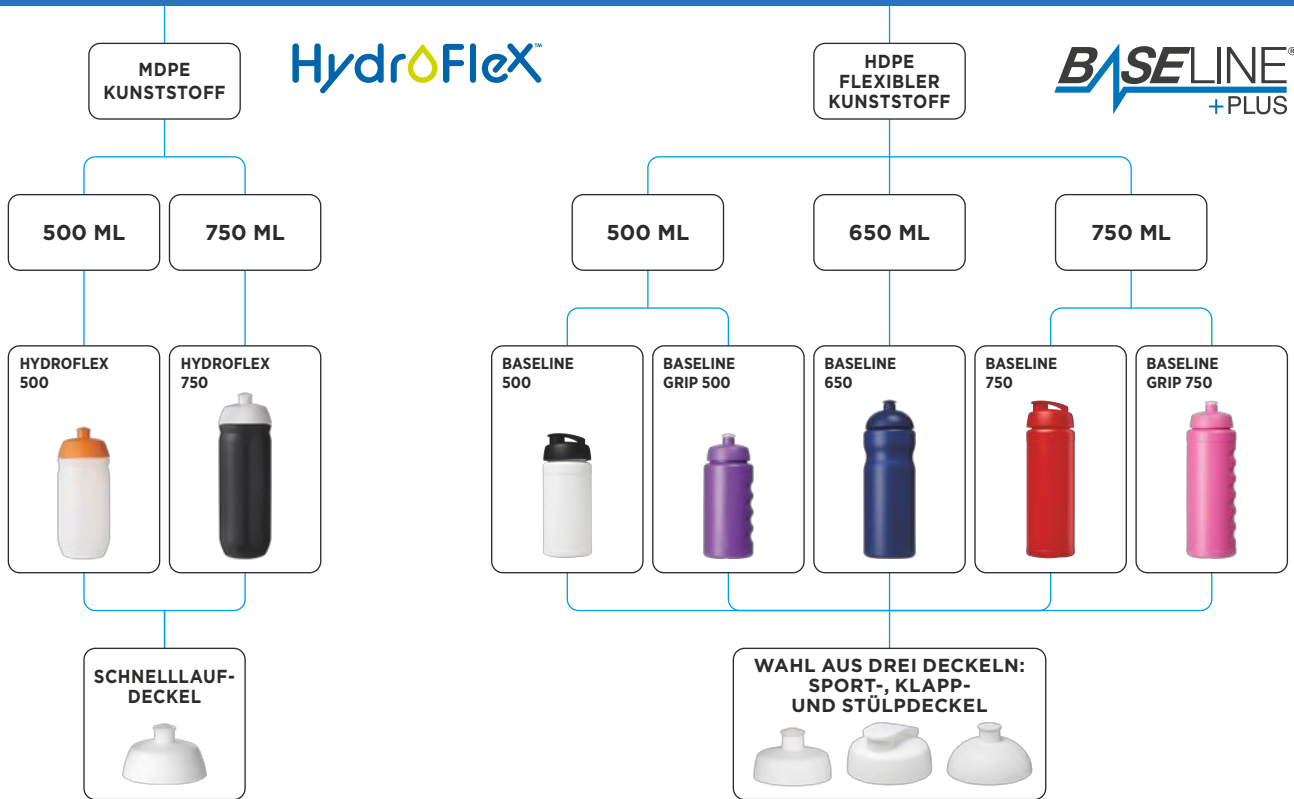 MDPE
KUNSTSTOFF
HydroFleX™
HDPE
FLEXIBLER
KUNSTSTOFF
BASELINE®
+PLUS
500 ML
750 ML
500 ML
650 ML
750 ML
HYDROFLEX
500
HYDROFLEX
750
BASELINE
500
BASELINE
GRIP 500
BASELINE
650
BASELINE
750
BASELINE
GRIP 750
SCHNELLLAUF-
DECKEL
WAHL AUS DREI DECKELN:
SPORT-, KLAPP-
UND STÜLPDECKEL